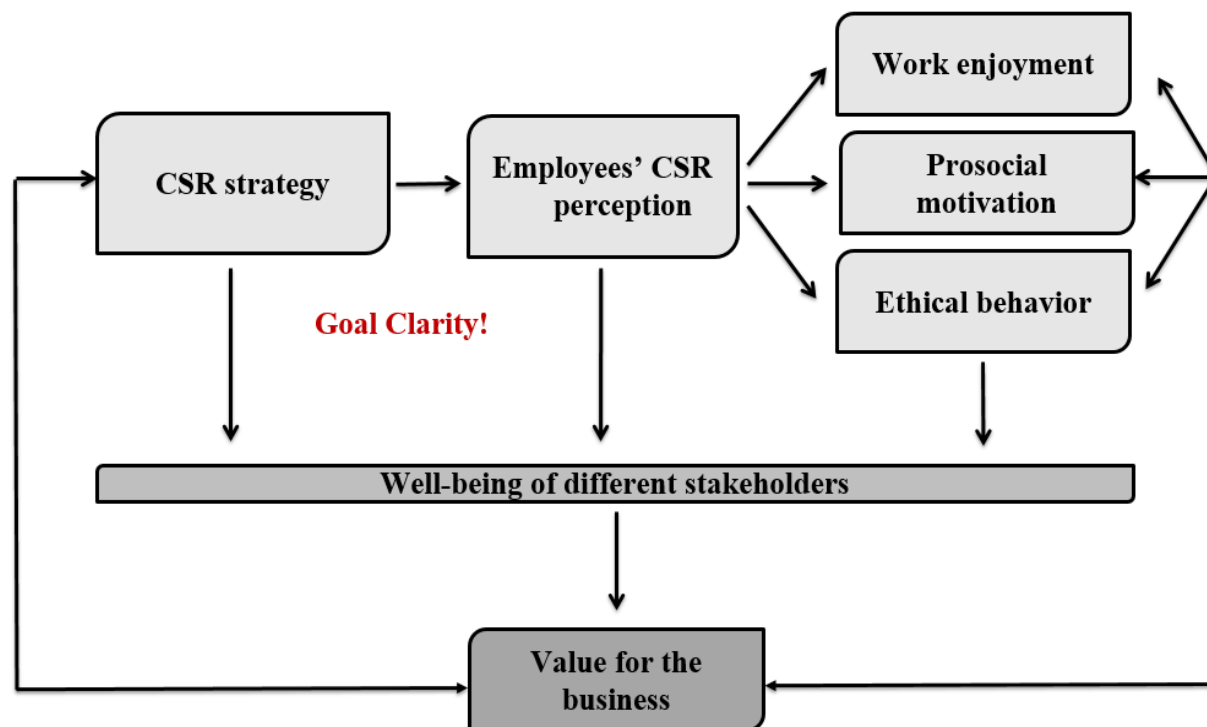 Work enjoyment
CSR strategy
Employees’ CSR
perception
Prosocial
motivation
Ethical behavior
Goal Clarity!
Well-being of different stakeholders
Value for the
business